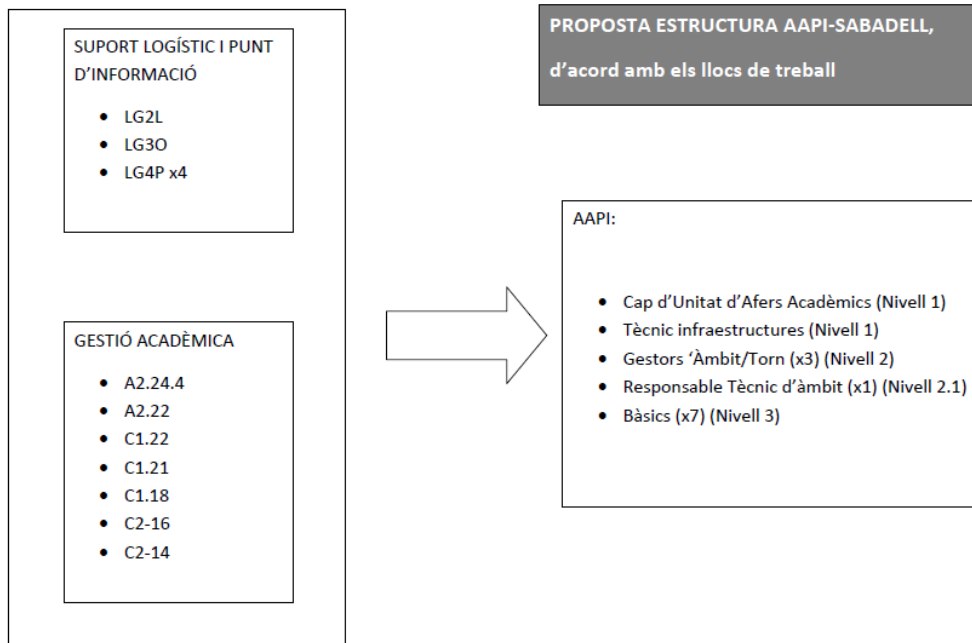 SUPORT LOGÍSTIC I PUNT
D’INFORMACIÓ
• LG2L
• LG3O
• LG4P x4
GESTIÓ ACADÈMICA
• A2.24.4
• A2.22
• C1.22
• C1.21
• C1.18
• C2-16
• C2-14
PROPOSTA ESTRUCTURA AAPI-SABADELL,
d’acord amb els llocs de treball
AAPI:
• Cap d’Unitat d’Afers Acadèmics (Nivell 1)
• Tècnic infraestructures (Nivell 1)
• Gestors ‘Àmbit/Torn (x3) (Nivell 2)
• Responsable Tècnic d’àmbit (x1) (Nivell 2.1)
• Bàsics (x7) (Nivell 3)